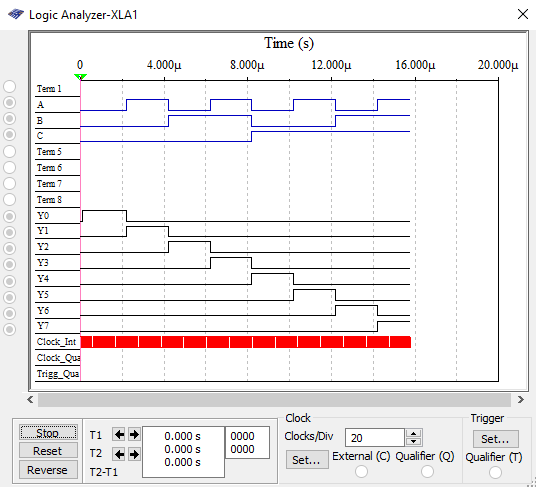 Logic Analyzer-XLA1
Time (s)
0 4.000µ 8.000µ 12.000µ 16.000µ 20.000µ
Term 1
A
B
C
Term 5
Term 6
Term 7
Term 8
Y0
Y1
Y2
Y3
Y4
Y5
Y6
Y7
Clock_Int
Clock_Qua
Trigg_Qua
Stop
Reset
Reverse
T1 0.000 s 0000
T2 0.000 s 0000
T2-T1 0.000 s
Clock
Clocks/Div 20
Set... External (C) Qualifier (Q)
Trigger
Set...
Qualifier (T)